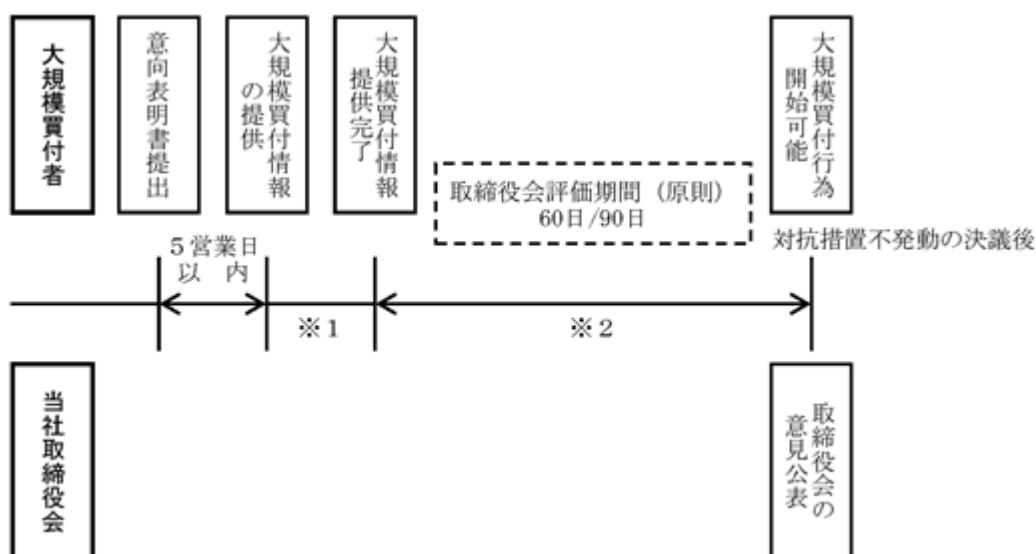 大規模買付者
意向表明書提出
大規模買付情報
の提供
大規模買付情報
提供完了
取締役会評価期間（原則）
60日/90日
大規模買付行為
開始可能
対抗措置不発動の決議後
5営業日
以　内
※1
※2
当社取締役会
取締役会の
意見公表